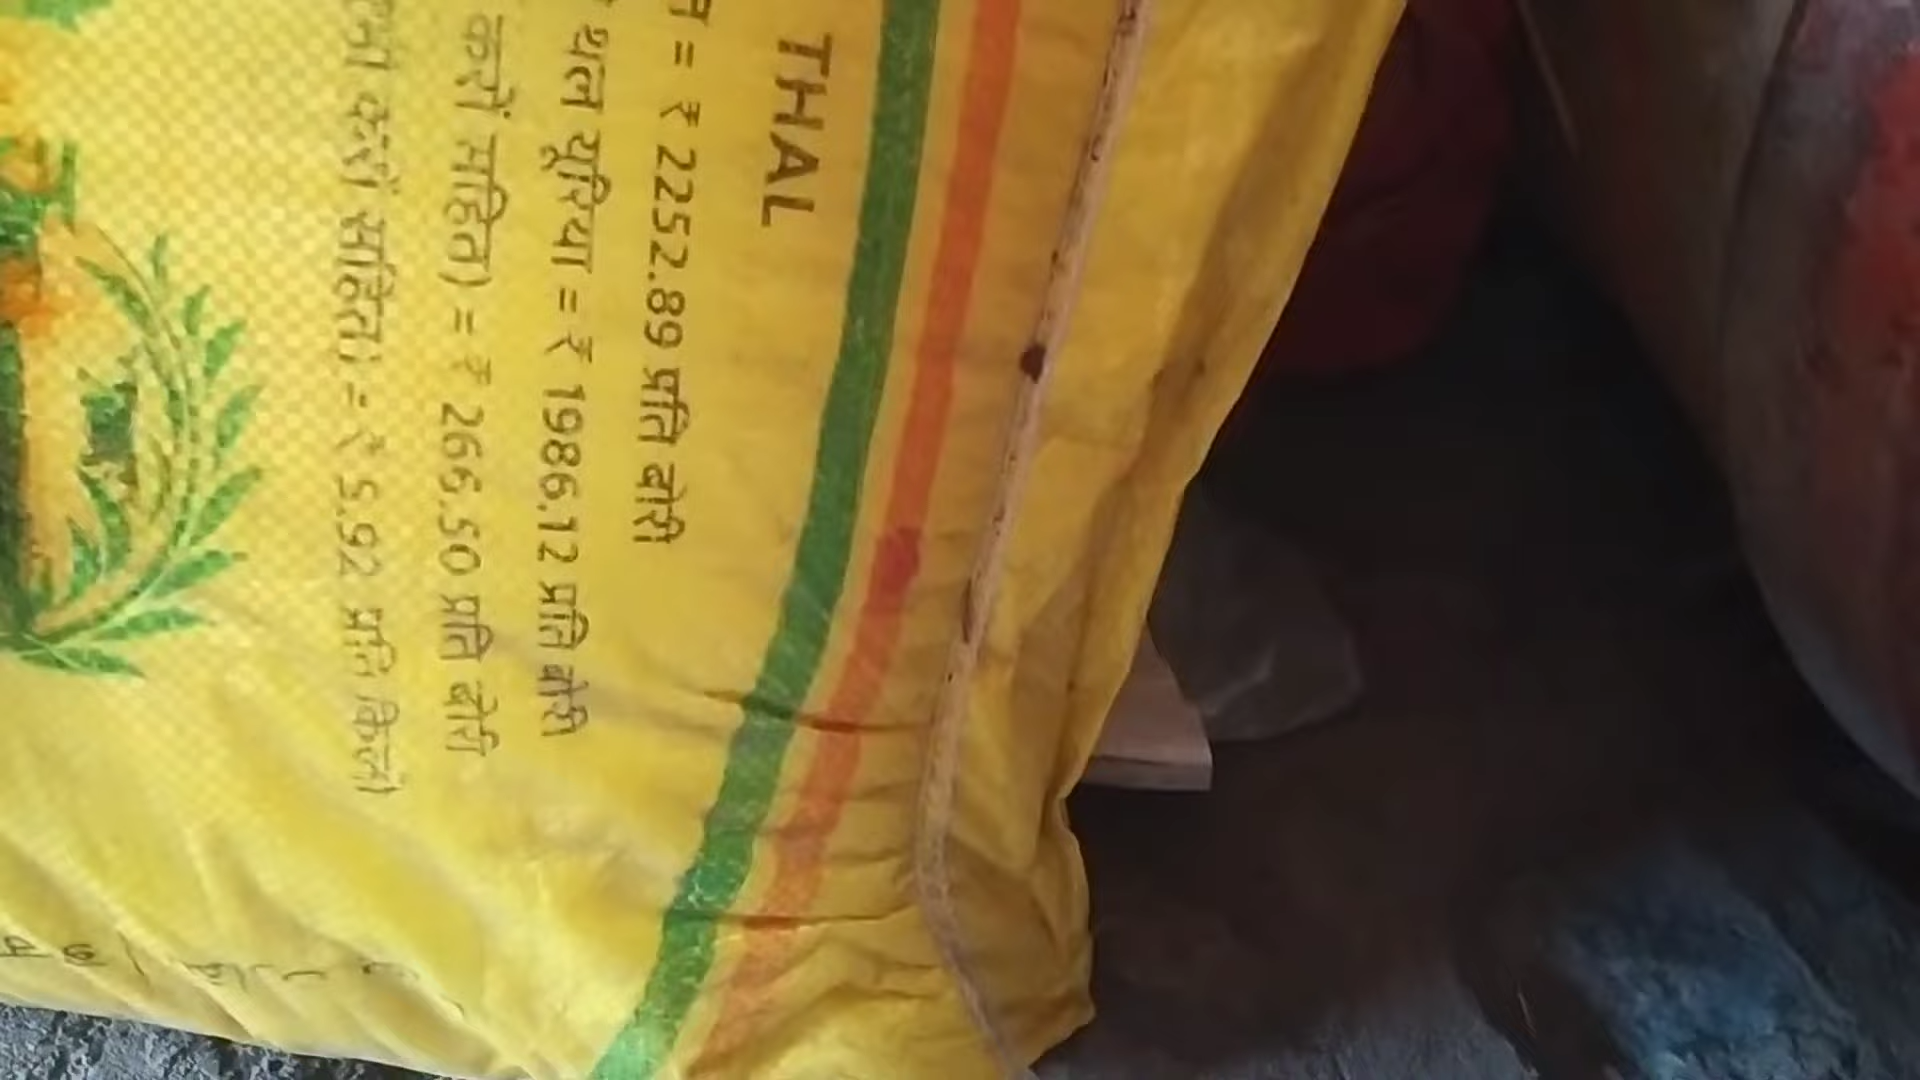 THAL
= ₹ 2252.89 प्रति बोरी
थल यूरिया = ₹ 1986.12 प्रति बोरी
करों सहित) = ₹ 266.50 प्रति बोरी
करों सहित) = ₹ 5.92 प्रति किलो)